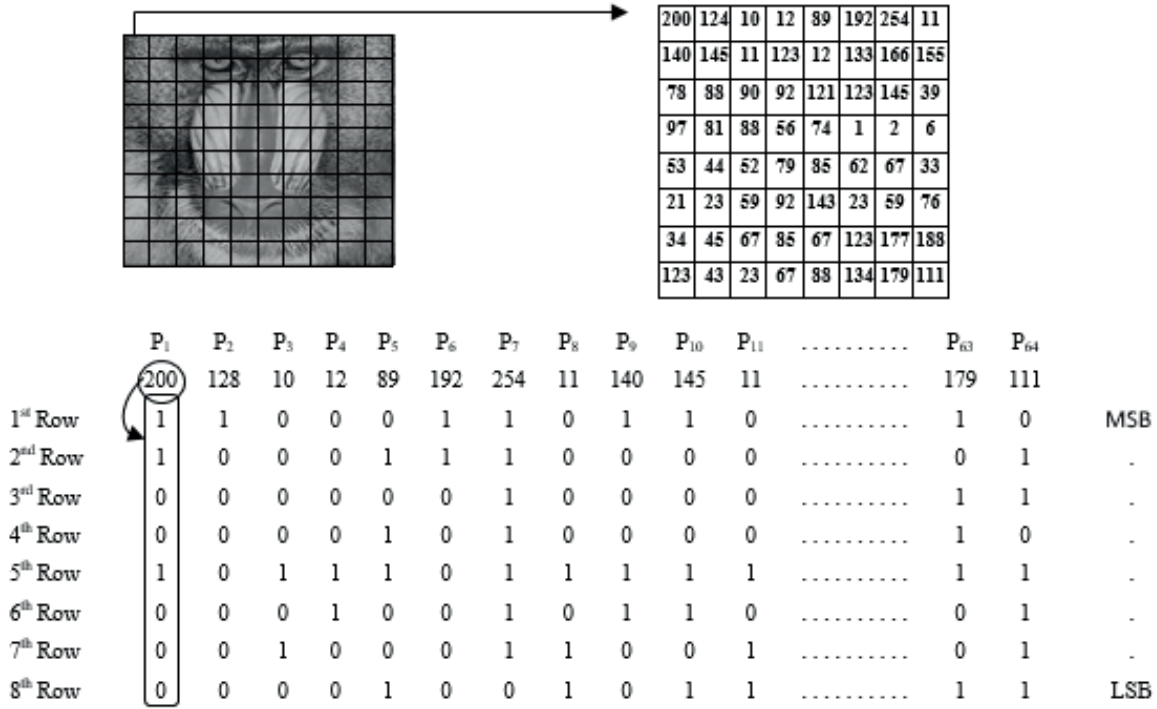 200 124 10 12 89 192 254 11
140 145 11 123 12 133 166 155
78 88 90 92 121 123 145 39
97 81 88 56 74 1 2 6
53 44 52 79 85 62 67 33
21 23 59 92 143 23 59 76
34 45 67 85 67 123 177 188
123 43 23 67 88 134 179 111
P₁ P₂ P₃ P₄ P₅ P₆ P₇ P₈ P₉ P₁₀ P₁₁ .......... P₆₃ P₆₄
200 128 10 12 89 192 254 11 140 145 11 .......... 179 111
1ˢᵗ Row 1 1 0 0 0 1 1 0 1 1 0 .......... 1 0 MSB
2ⁿᵈ Row 1 0 0 0 1 1 1 0 0 0 0 .......... 0 1 .
3ʳᵈ Row 0 0 0 0 0 0 1 0 0 0 0 .......... 1 1 .
4ᵗʰ Row 0 0 0 0 1 0 1 0 0 1 0 .......... 1 0 .
5ᵗʰ Row 1 0 1 1 1 0 1 1 1 1 1 .......... 1 1 .
6ᵗʰ Row 0 0 0 1 0 0 1 0 1 1 0 .......... 0 1 .
7ᵗʰ Row 0 0 1 0 0 0 1 1 0 0 1 .......... 0 1 .
8ᵗʰ Row 0 0 0 0 1 0 0 1 0 1 1 .......... 1 1 LSB